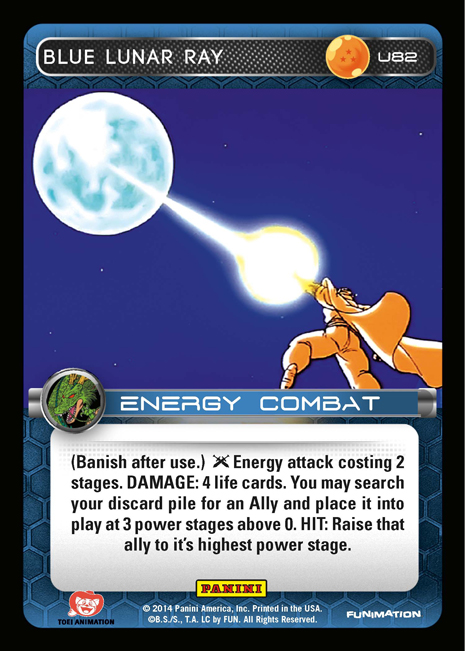 BLUE LUNAR RAY
U82
ENERGY COMBAT
(Banish after use.) Energy attack costing 2
stages. DAMAGE: 4 life cards. You may search
your discard pile for an Ally and place it into
play at 3 power stages above 0. HIT: Raise that
ally to it's highest power stage.
PANINI
TOEI ANIMATION
© 2014 Panini America, Inc. Printed in the USA.
©B.S./S., T.A. LC by FUN. All Rights Reserved.
FUNIMATION